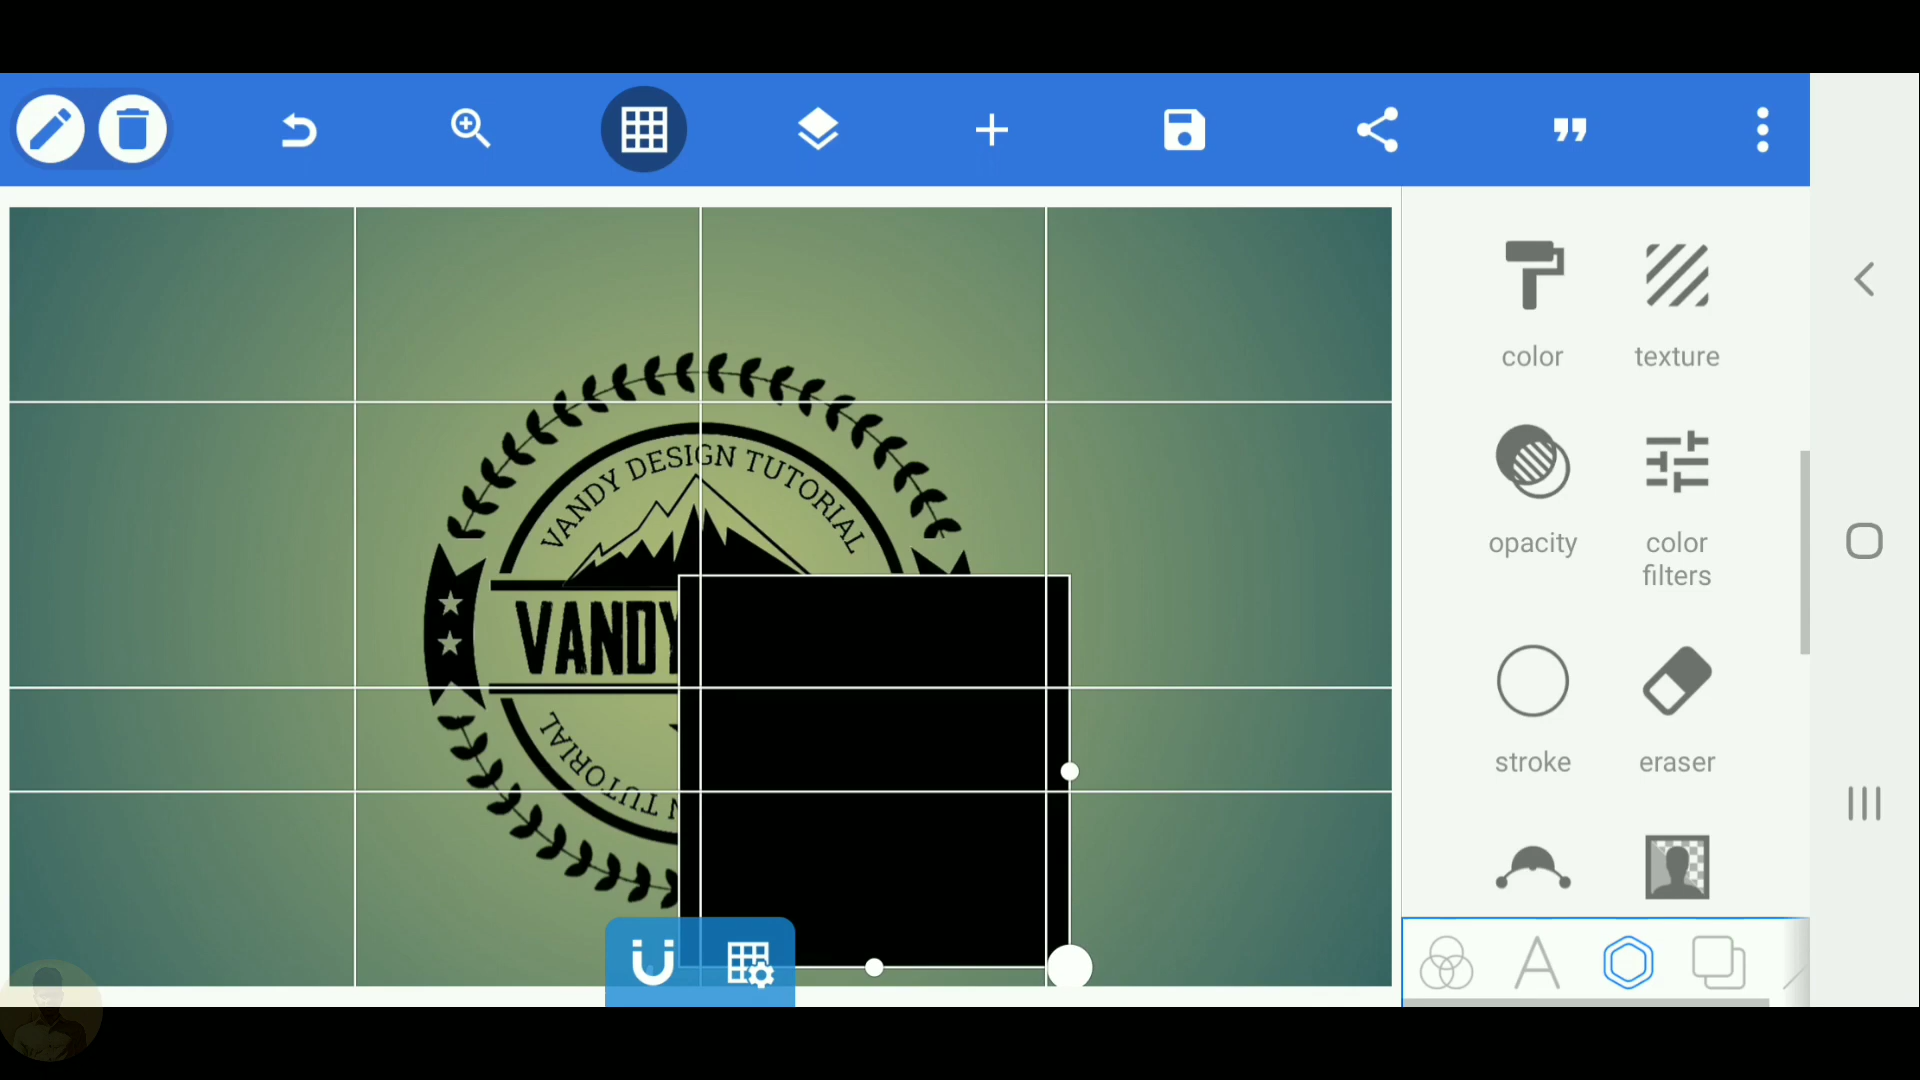 color
texture
VANDY DESIGN TUTORIAL
opacity
color
filters
VANDY
stroke
eraser
TUTORIAL